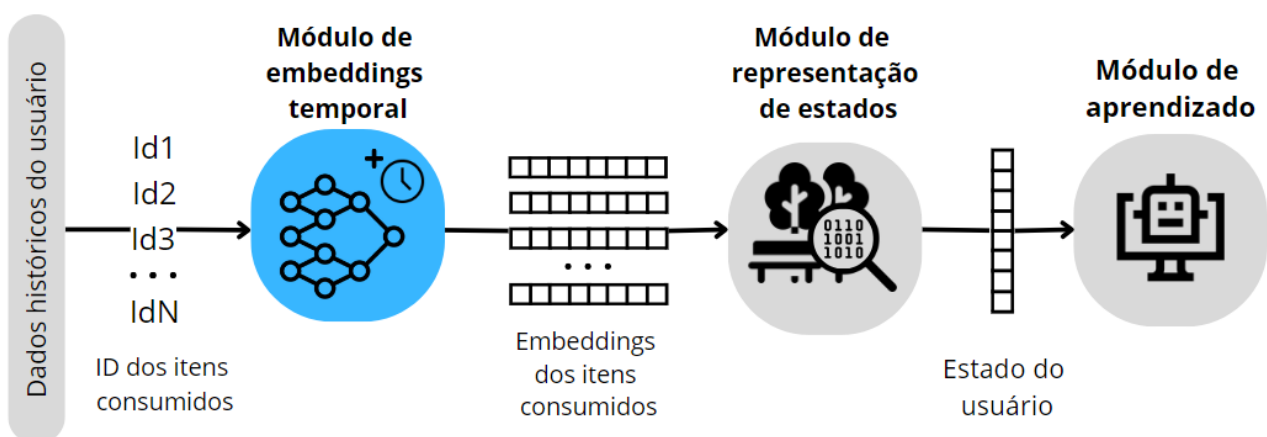 Dados históricos do usuário
Id1
Id2
Id3
...
IdN
ID dos itens
consumidos
Módulo de
embeddings
temporal
+
Embeddings
dos itens
consumidos
...
Módulo de
representação
de estados
0110
1001
1010
Estado do
usuário
Módulo de
aprendizado